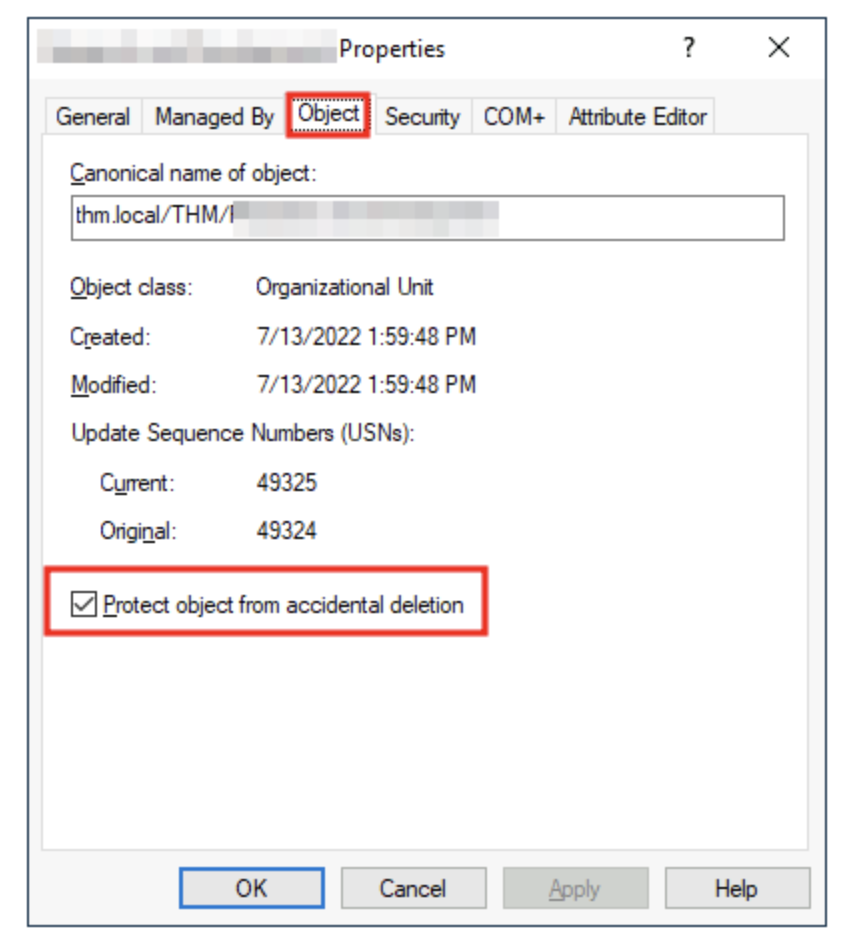 Properties ? ✕
General Managed By Object Security COM+ Attribute Editor
Canonical name of object:
thm.local/THM/
Object class: Organizational Unit
Created: 7/13/2022 1:59:48 PM
Modified: 7/13/2022 1:59:48 PM
Update Sequence Numbers (USNs):
Current: 49325
Original: 49324
Protect object from accidental deletion
OK Cancel Apply Help